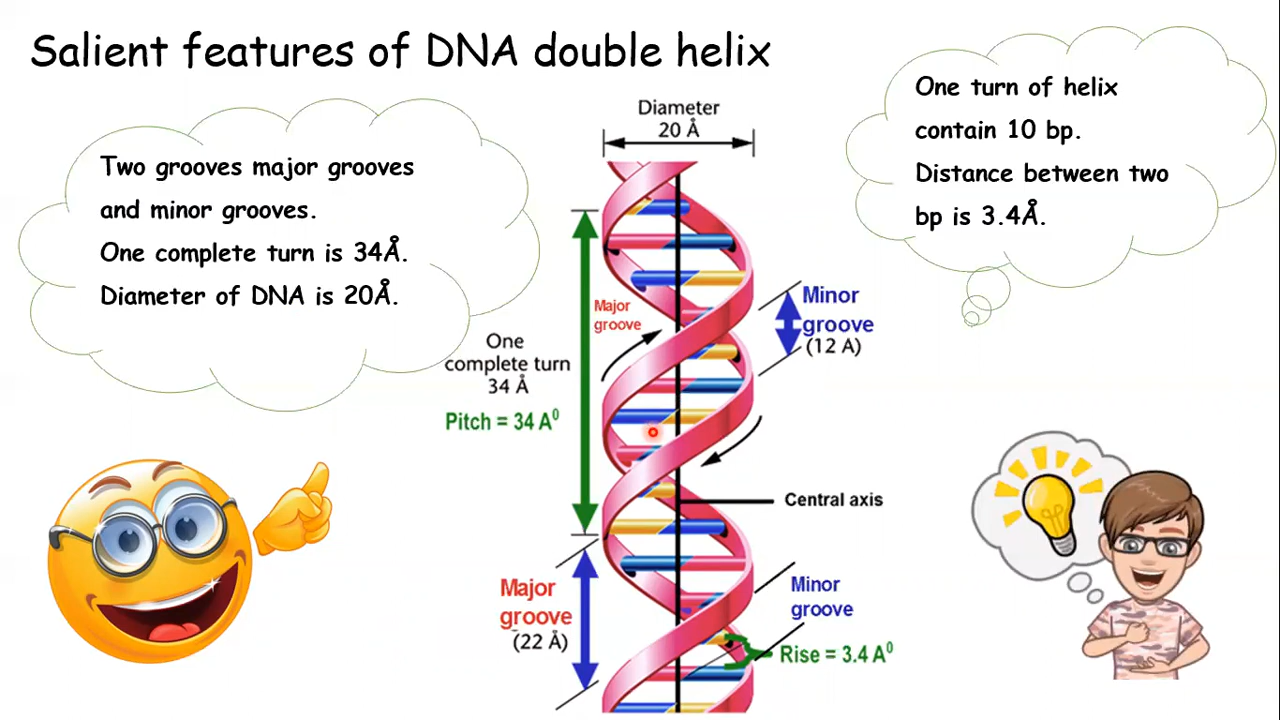 Salient features of DNA double helix
Two grooves major grooves
and minor grooves.
One complete turn is 34Å.
Diameter of DNA is 20Å.
One turn of helix
contain 10 bp.
Distance between two
bp is 3.4Å.
Diameter
20 Å
Major
groove
Minor
groove
(12 A)
One
complete turn
34 Å
Pitch = 34 A⁰
Central axis
Major
groove
(22 Å)
Minor
groove
Rise = 3.4 A⁰